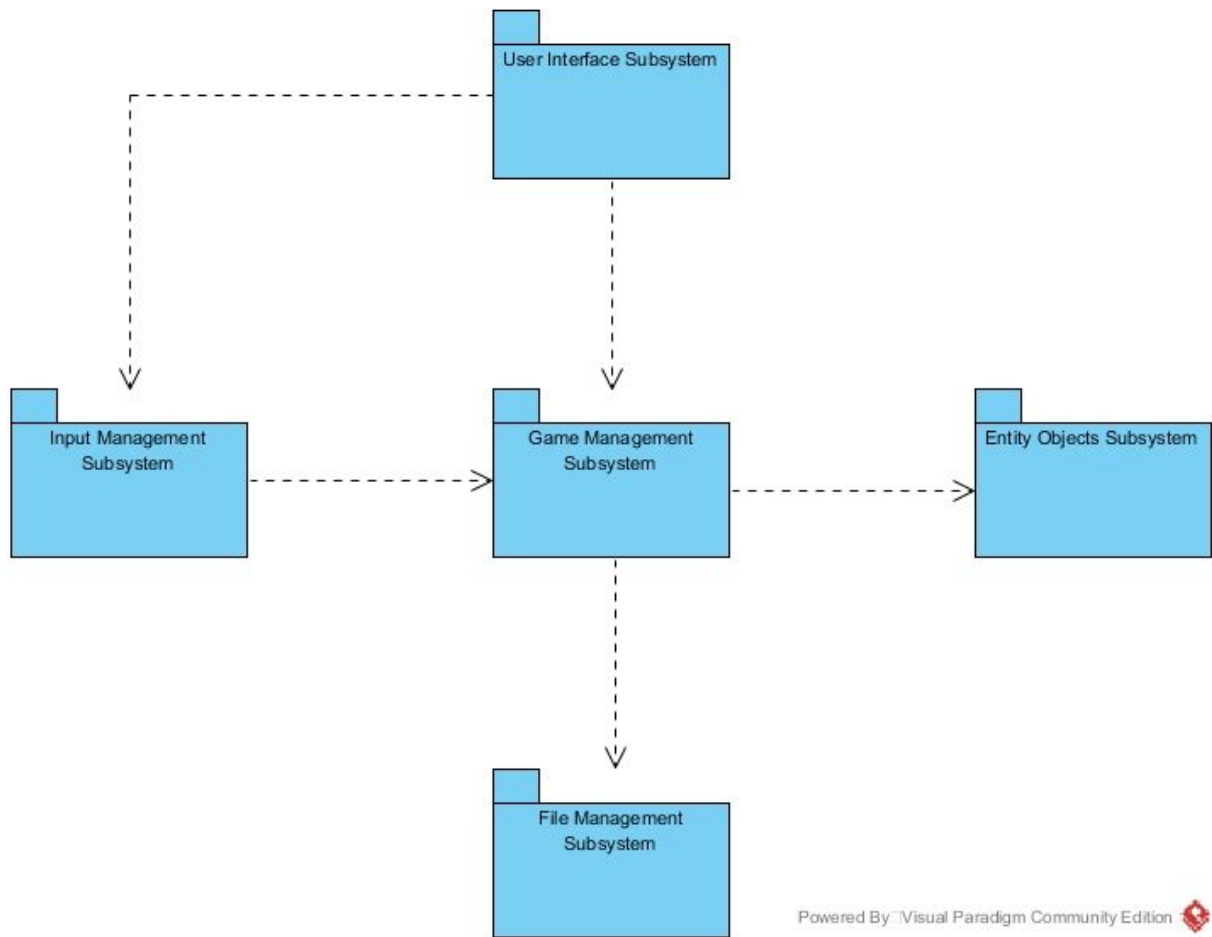 User Interface Subsystem
Input Management
Subsystem
Game Management
Subsystem
Entity Objects Subsystem
File Management
Subsystem
Powered By Visual Paradigm Community Edition